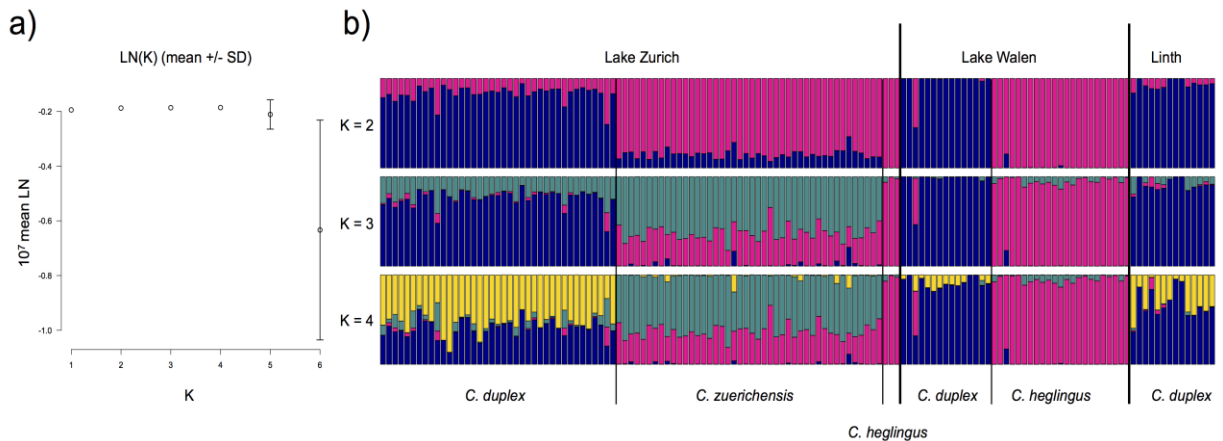 a)
LN(K) (mean +/- SD)
10⁷ mean LN
-0.2
-0.4
-0.6
-0.8
-1.0
1 2 3 4 5 6
K
b)
Lake Zurich Lake Walen Linth
K = 2
K = 3
K = 4
C. duplex C. zuerichensis C. duplex C. heglingus C. duplex
C. heglingus